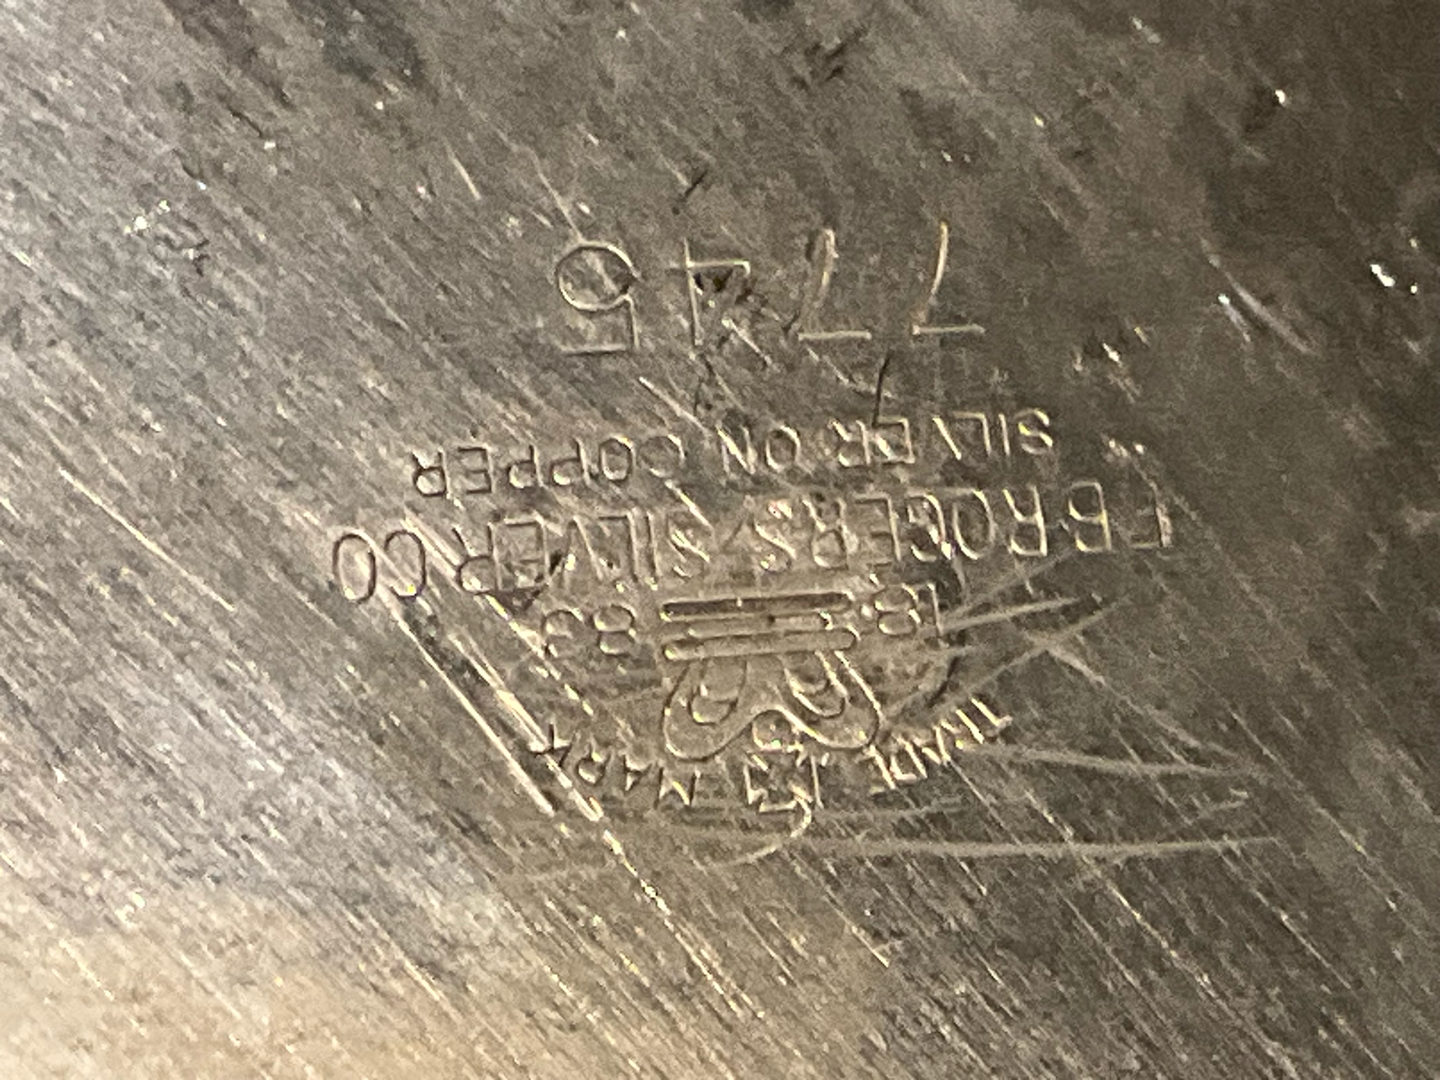 TRADE MARK
18 83
F.B. ROGERS SILVER CO
SILVER ON COPPER
7745